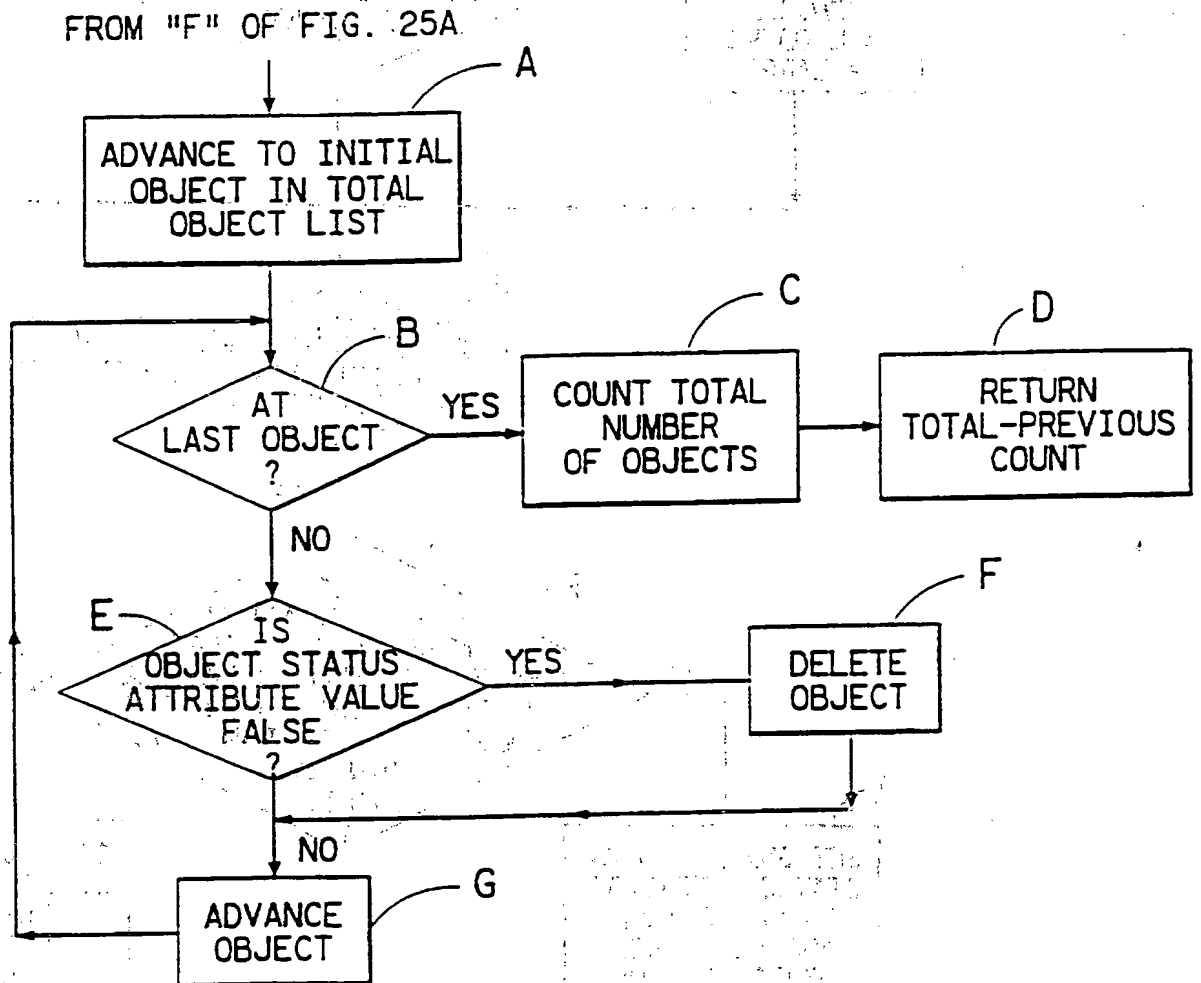 FROM "F" OF FIG. 25A
A
ADVANCE TO INITIAL
OBJECT IN TOTAL
OBJECT LIST
B
AT
LAST OBJECT
?
YES
C
COUNT TOTAL
NUMBER
OF OBJECTS
D
RETURN
TOTAL-PREVIOUS
COUNT
NO
E
IS
OBJECT STATUS
ATTRIBUTE VALUE
FALSE
?
YES
F
DELETE
OBJECT
NO
G
ADVANCE
OBJECT